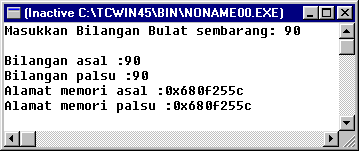 (Inactive C:\TCWIN45\BIN\NONAME00.EXE)
Masukkan Bilangan Bulat sembarang: 90
Bilangan asal :90
Bilangan palsu :90
Alamat memori asal :0x680f255c
Alamat memori palsu :0x680f255c